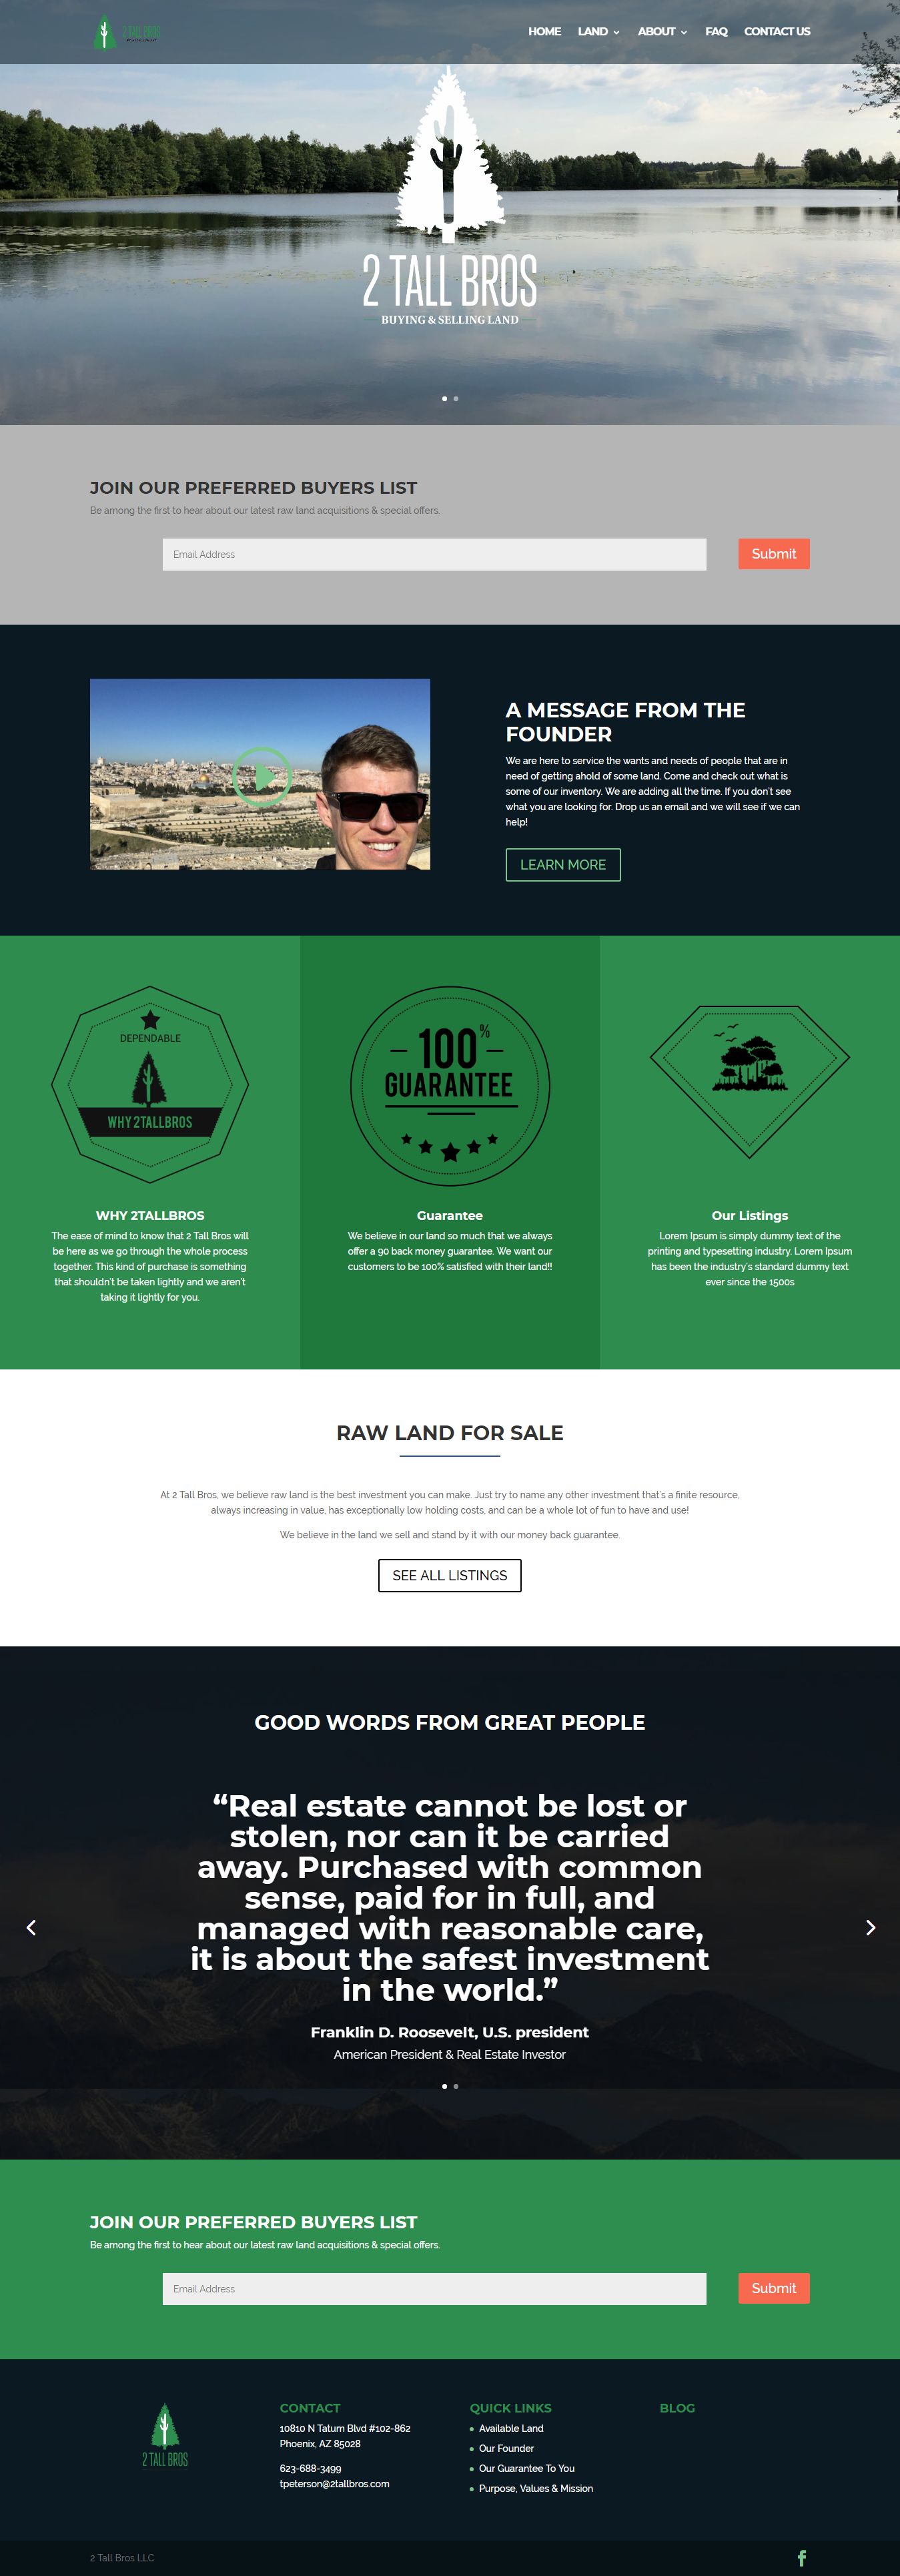 2 TALL BROS
HOME LAND ABOUT FAQ CONTACT US
2 TALL BROS
BUYING & SELLING LAND
JOIN OUR PREFERRED BUYERS LIST
Be among the first to hear about our latest raw land acquisitions & special offers.
Email Address
Submit
A MESSAGE FROM THE
FOUNDER
We are here to service the wants and needs of people that are in
need of getting ahold of some land. Come and check out what is
some of our inventory. We are adding all the time. If you don't see
what you are looking for. Drop us an email and we will see if we can
help!
LEARN MORE
DEPENDABLE
WHY 2TALLBROS
100%
GUARANTEE
WHY 2TALLBROS
The ease of mind to know that 2 Tall Bros will
be here as we go through the whole process
together. This kind of purchase is something
that shouldn't be taken lightly and we aren't
taking it lightly for you.
Guarantee
We believe in our land so much that we always
offer a 90 back money guarantee. We want our
customers to be 100% satisfied with their land!!
Our Listings
Lorem Ipsum is simply dummy text of the
printing and typesetting industry. Lorem Ipsum
has been the industry's standard dummy text
ever since the 1500s
RAW LAND FOR SALE
At 2 Tall Bros, we believe raw land is the best investment you can make. Just try to name any other investment that's a finite resource,
always increasing in value, has exceptionally low holding costs, and can be a whole lot of fun to have and use!
We believe in the land we sell and stand by it with our money back guarantee.
SEE ALL LISTINGS
GOOD WORDS FROM GREAT PEOPLE
“Real estate cannot be lost or
stolen, nor can it be carried
away. Purchased with common
sense, paid for in full, and
managed with reasonable care,
it is about the safest investment
in the world.”
Franklin D. Roosevelt, U.S. president
American President & Real Estate Investor
JOIN OUR PREFERRED BUYERS LIST
Be among the first to hear about our latest raw land acquisitions & special offers.
Email Address
Submit
2 TALL BROS
CONTACT
10810 N Tatum Blvd #102-862
Phoenix, AZ 85028
623-688-3499
tpeterson@2tallbros.com
QUICK LINKS
Available Land
Our Founder
Our Guarantee To You
Purpose, Values & Mission
BLOG
2 Tall Bros LLC